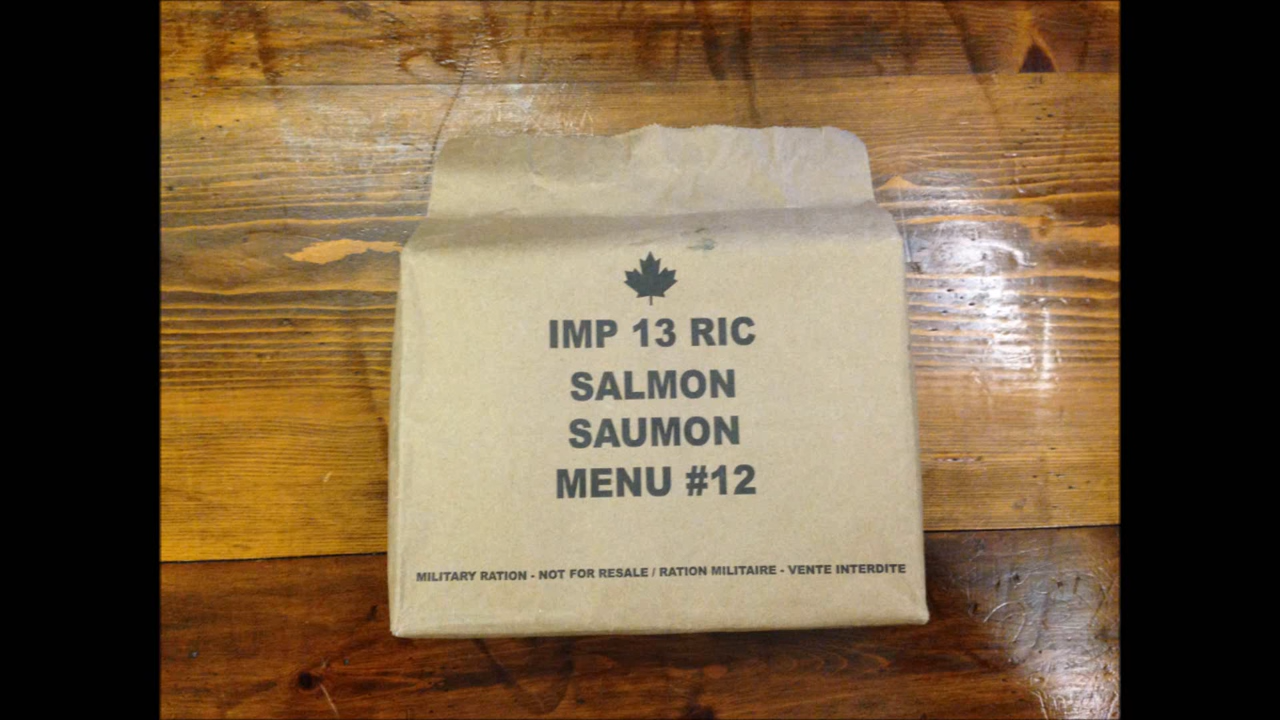 IMP 13 RIC
SALMON
SAUMON
MENU #12
MILITARY RATION - NOT FOR RESALE / RATION MILITAIRE - VENTE INTERDITE